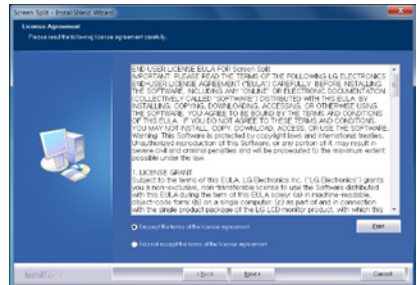 Screen Split - InstallShield Wizard
License Agreement
Please read the following license agreement carefully.
END USER LICENSE EULA FOR Screen Split
IMPORTANT: PLEASE READ THE TERMS OF THE FOLLOWING LG ELECTRONICS
END-USER LICENSE AGREEMENT ("EULA") CAREFULLY BEFORE INSTALLING
THE SOFTWARE, INCLUDING ANY "ONLINE" OR ELECTRONIC DOCUMENTATION
(COLLECTIVELY CALLED "SOFTWARE") DISTRIBUTED WITH THIS EULA. BY
INSTALLING, COPYING, DOWNLOADING, ACCESSING, OR OTHERWISE USING
THE SOFTWARE, YOU AGREE TO BE BOUND BY THE TERMS AND CONDITIONS
OF THIS EULA. IF YOU DO NOT AGREE TO THESE TERMS AND CONDITIONS,
YOU MAY NOT INSTALL, COPY, DOWNLOAD, ACCESS, OR USE THE SOFTWARE.
Warning: This Software is protected by copyright laws and international treaties.
Unauthorized reproduction of this Software, or any portion of it, may result in
severe civil and criminal penalties and will be prosecuted to the maximum extent
possible under the law.
1. LICENSE GRANT
Subject to the terms of this EULA, LG Electronics Inc. ("LG Electronics") grants
you a non-exclusive, non-transferable license to use the Software distributed
with this EULA during the term of this EULA solely: (a) in machine-readable,
object-code form; (b) on a single computer; (c) as part of and in connection
with the single product package of the LG LCD monitor product, with which this
I accept the terms of the license agreement
Print
I do not accept the terms of the license agreement
InstallShield
< Back
Next >
Cancel